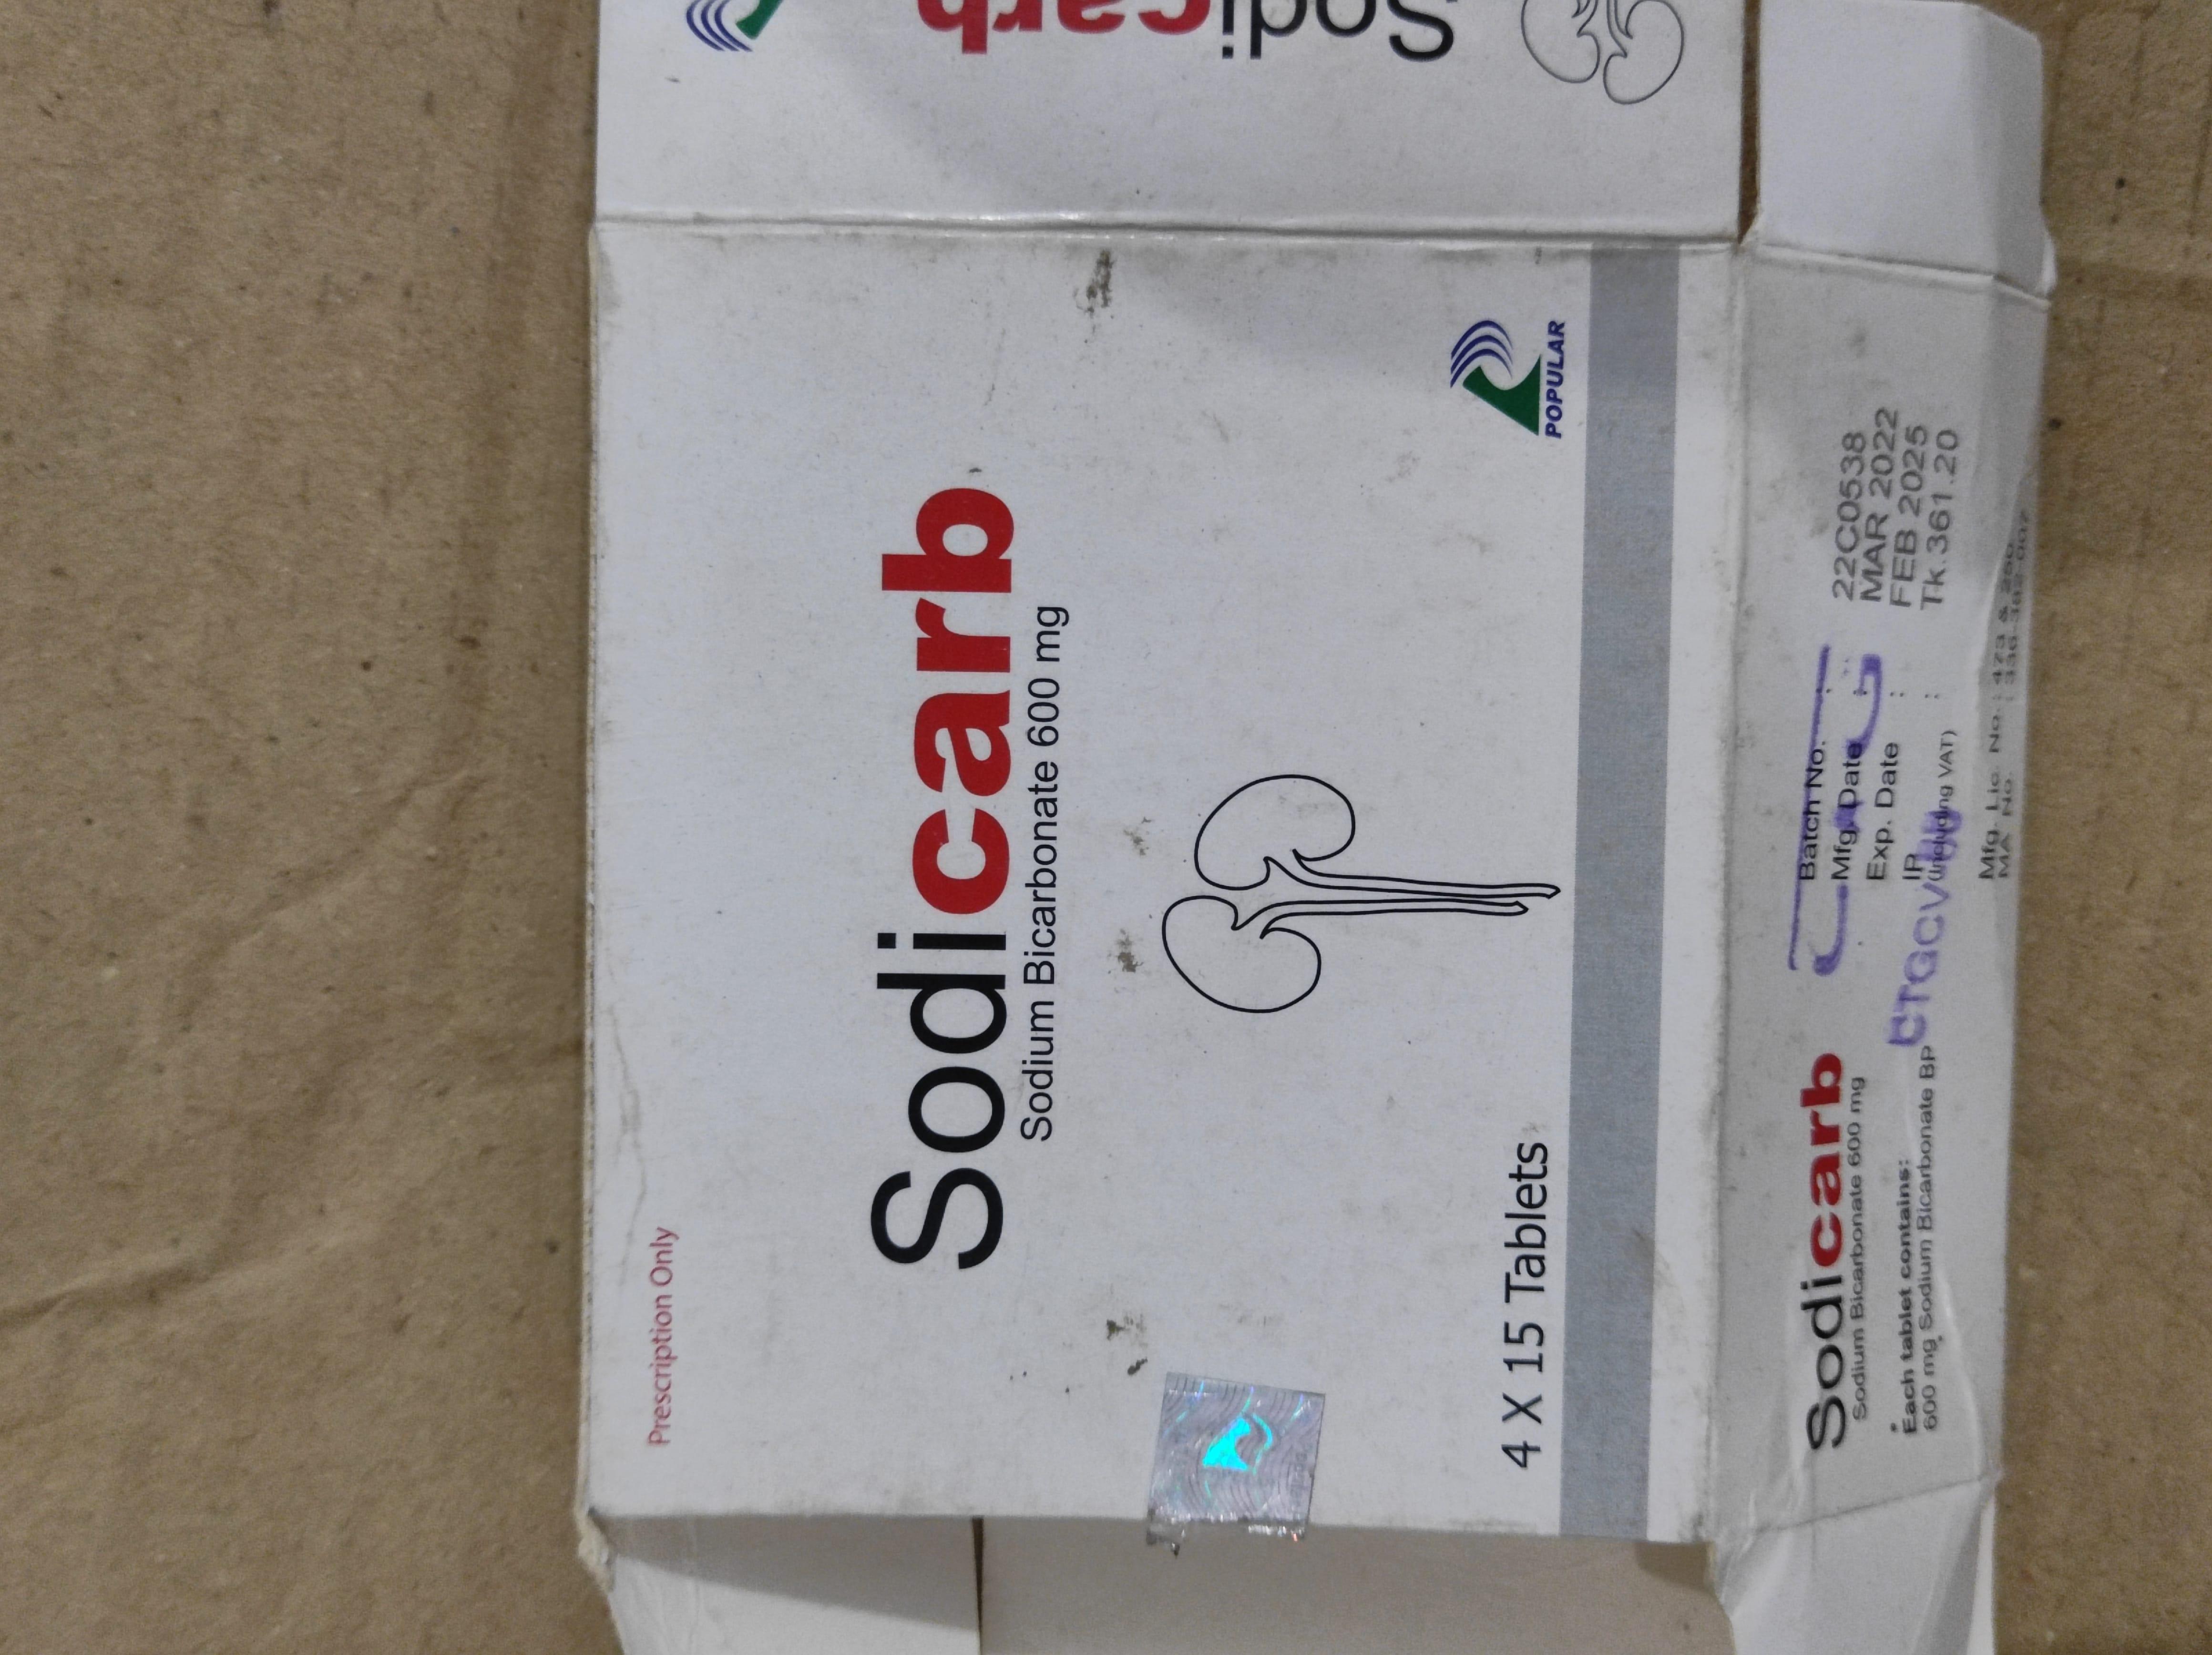 Prescription Only
Sodicarb
Sodium Bicarbonate 600 mg
4 X 15 Tablets
POPULAR
Sodicarb
Sodicarb
Sodium Bicarbonate 600 mg
Each tablet contains:
600 mg Sodium Bicarbonate BP
Batch No. : 22C0538
Mfg. Date : MAR 2022
Exp. Date : FEB 2025
IP : Tk.361.20
(Including VAT)
Mfg. Lic. No. : 473 & 250
MA No. : 336-382-007